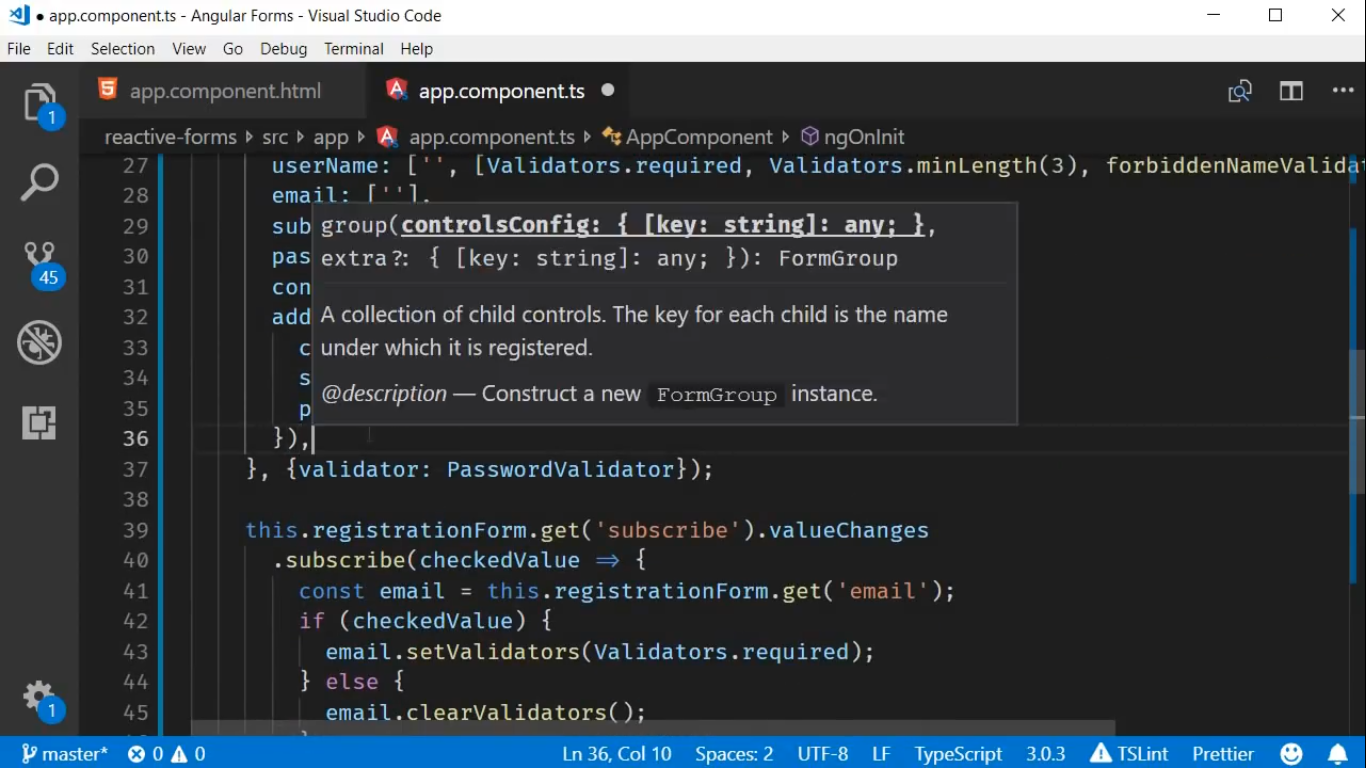 app.component.ts - Angular Forms - Visual Studio Code
File Edit Selection View Go Debug Terminal Help
app.component.html app.component.ts
reactive-forms src app app.component.ts AppComponent ngOnInit
27 userName: ['', [Validators.required, Validators.minLength(3), forbiddenNameValida
28 email: [''],
29 sub
30 pas
31 con
32 add
33 c
34 s
35 p
36 }),
group(controlsConfig: { [key: string]: any; },
extra?: { [key: string]: any; }): FormGroup
A collection of child controls. The key for each child is the name
under which it is registered.
@description — Construct a new FormGroup instance.
37 }, {validator: PasswordValidator});
38
39 this.registrationForm.get('subscribe').valueChanges
40 .subscribe(checkedValue => {
41 const email = this.registrationForm.get('email');
42 if (checkedValue) {
43 email.setValidators(Validators.required);
44 } else {
45 email.clearValidators();
1
45
1
master* 0 0 Ln 36, Col 10 Spaces: 2 UTF-8 LF TypeScript 3.0.3 TSLint Prettier